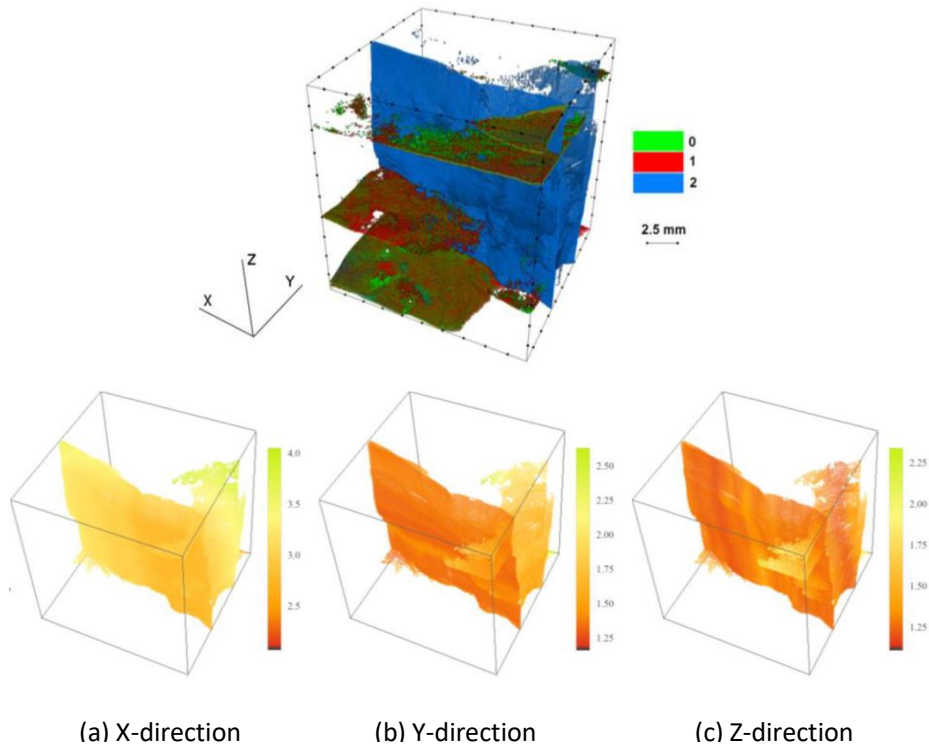 0
1
2
2.5 mm
Z
Y
X
4.0
3.5
3.0
2.5
2.50
2.25
2.00
1.75
1.50
1.25
2.25
2.00
1.75
1.50
1.25
(a) X-direction
(b) Y-direction
(c) Z-direction